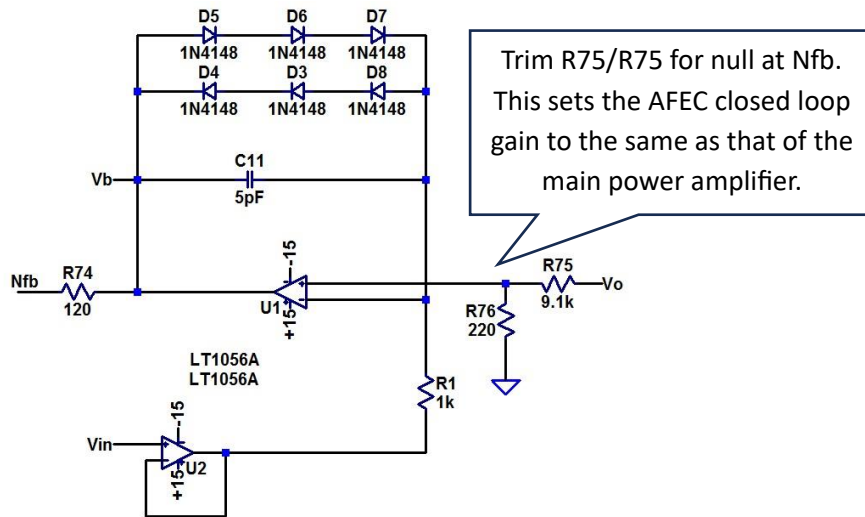 D5 D6 D7
1N4148 1N4148 1N4148
D4 D3 D8
1N4148 1N4148 1N4148
Trim R75/R75 for null at Nfb.
This sets the AFEC closed loop
gain to the same as that of the
main power amplifier.
Vb
C11
5pF
Nfb
R74
120
-15
+
-
U1
+15
R75
9.1k
Vo
R76
220
LT1056A
LT1056A
R1
1k
Vin
-15
+
-
U2
+15